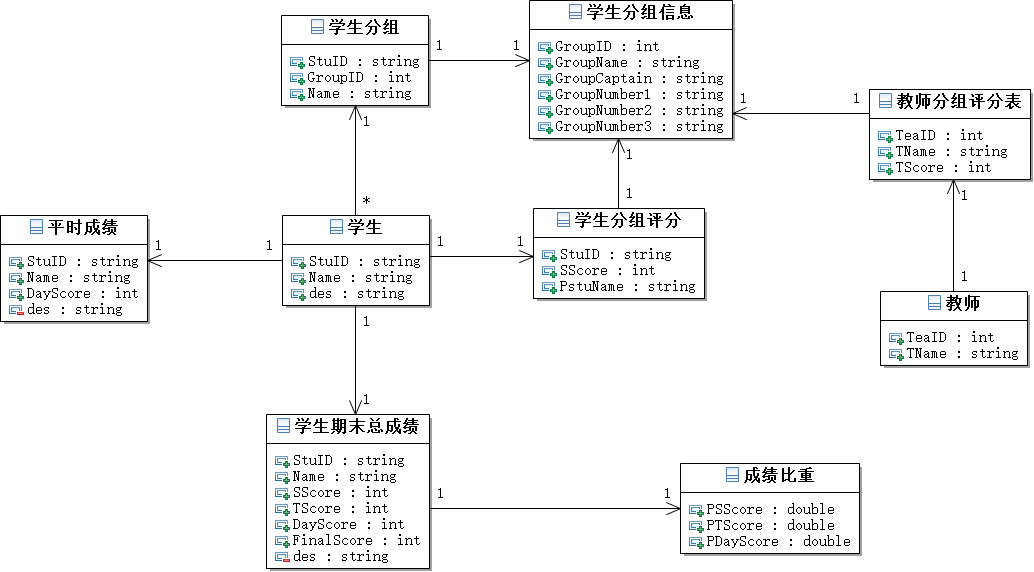 学生分组
StuID : string
GroupID : int
Name : string
1
1
学生分组信息
GroupID : int
GroupName : string
GroupCaptain : string
GroupNumber1 : string
GroupNumber2 : string
GroupNumber3 : string
1
1
教师分组评分表
TeaID : int
TName : string
TScore : int
1
*
1
1
1
1
平时成绩
StuID : string
Name : string
DayScore : int
des : string
1
1
学生
StuID : string
Name : string
des : string
1
1
学生分组评分
StuID : string
SScore : int
PstuName : string
教师
TeaID : int
TName : string
1
1
学生期末总成绩
StuID : string
Name : string
SScore : int
TScore : int
DayScore : int
FinalScore : int
des : string
1
1
成绩比重
PSScore : double
PTScore : double
PDayScore : double